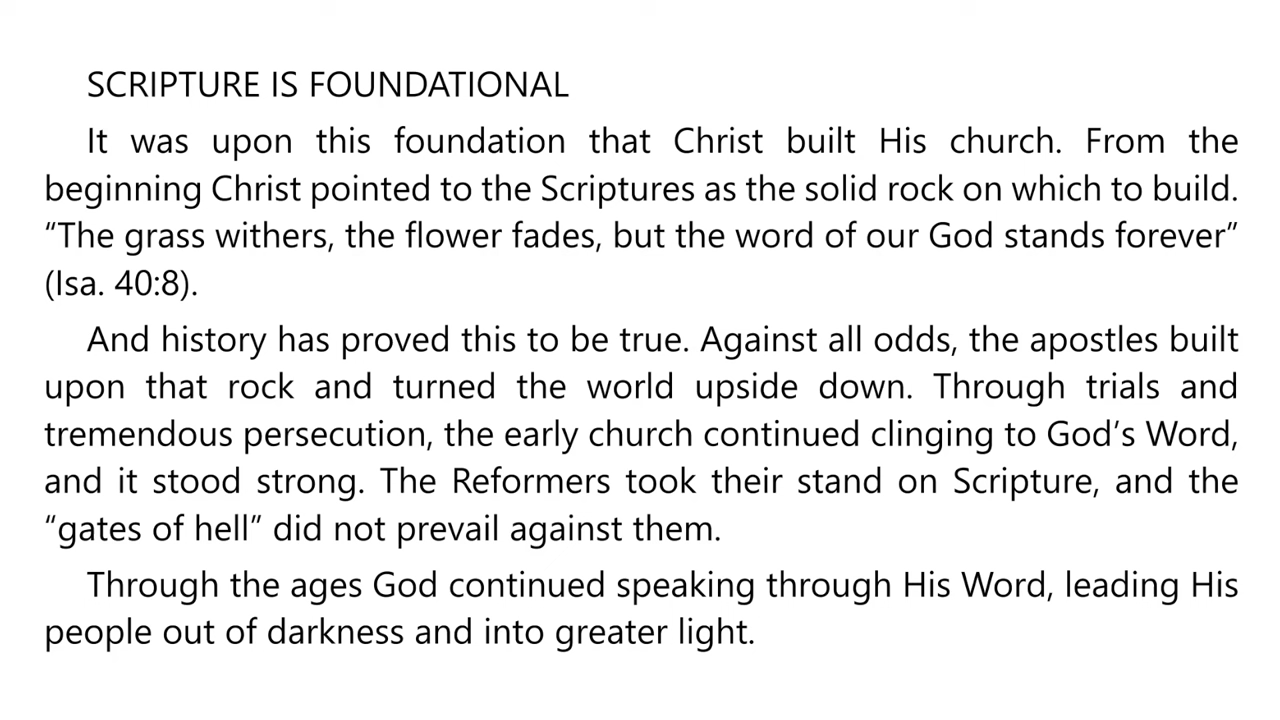 SCRIPTURE IS FOUNDATIONAL
It was upon this foundation that Christ built His church. From the
beginning Christ pointed to the Scriptures as the solid rock on which to build.
“The grass withers, the flower fades, but the word of our God stands forever”
(Isa. 40:8).
And history has proved this to be true. Against all odds, the apostles built
upon that rock and turned the world upside down. Through trials and
tremendous persecution, the early church continued clinging to God’s Word,
and it stood strong. The Reformers took their stand on Scripture, and the
“gates of hell” did not prevail against them.
Through the ages God continued speaking through His Word, leading His
people out of darkness and into greater light.